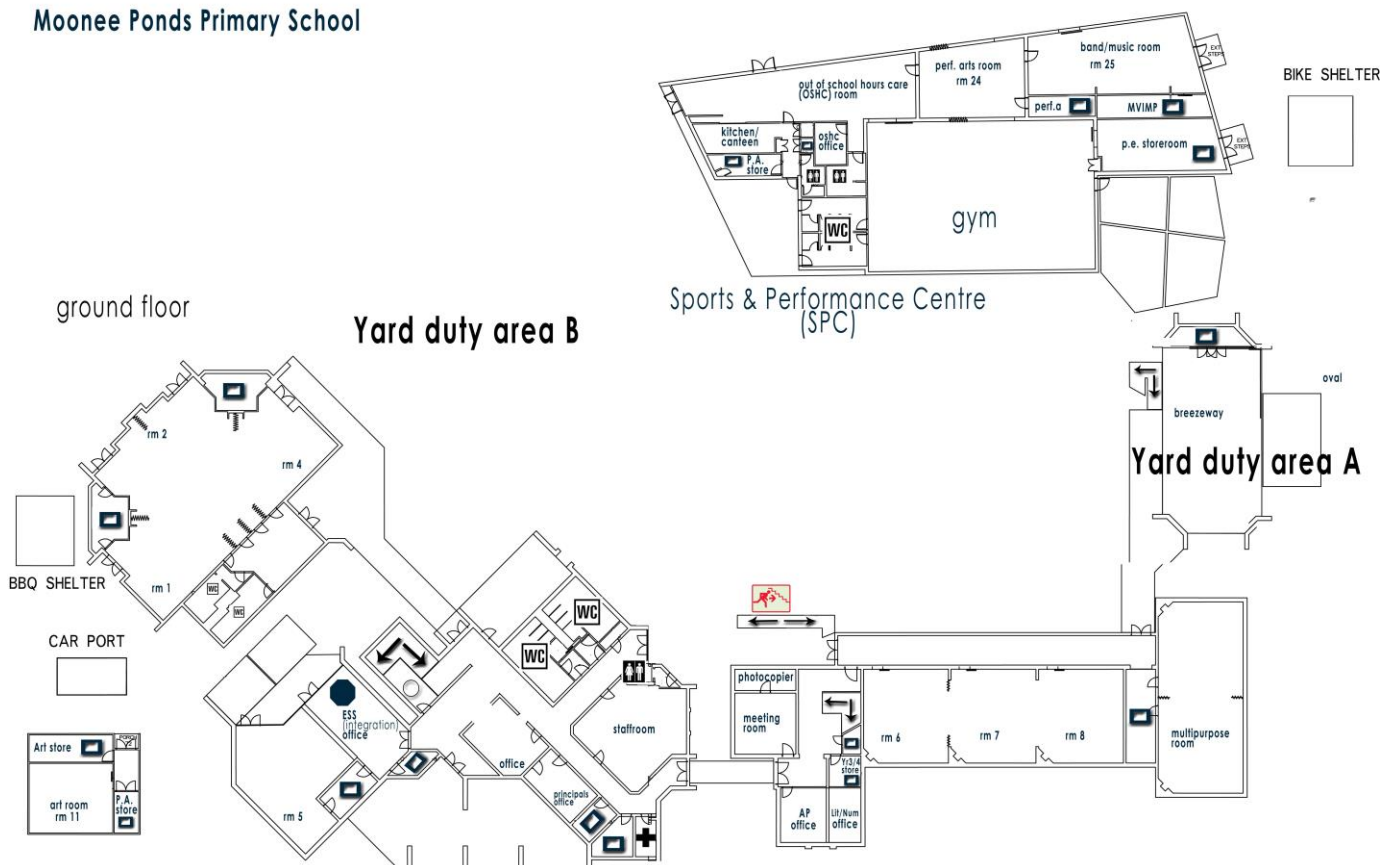 Moonee Ponds Primary School
band/music room
rm 25
EXT
STEPS
perf. arts room
rm 24
BIKE SHELTER
out of school hours care
(OSHC) room
perf.a
MVIMP
kitchen/
canteen
oshc
office
p.e. storeroom
EXT
STEPS
P.A.
store
gym
WC
ground floor
Sports & Performance Centre
(SPC)
Yard duty area B
oval
breezeway
rm 2
rm 4
Yard duty area A
BBQ SHELTER
rm 1
WC
WC
WC
WC
CAR PORT
photocopier
ESS
(integration)
office
staffroom
meeting
room
rm 6
rm 7
rm 8
multipurpose
room
Art store
office
Yr3/4
store
principals
office
art room
rm 11
P.A.
store
rm 5
AP
office
Lit/Num
office